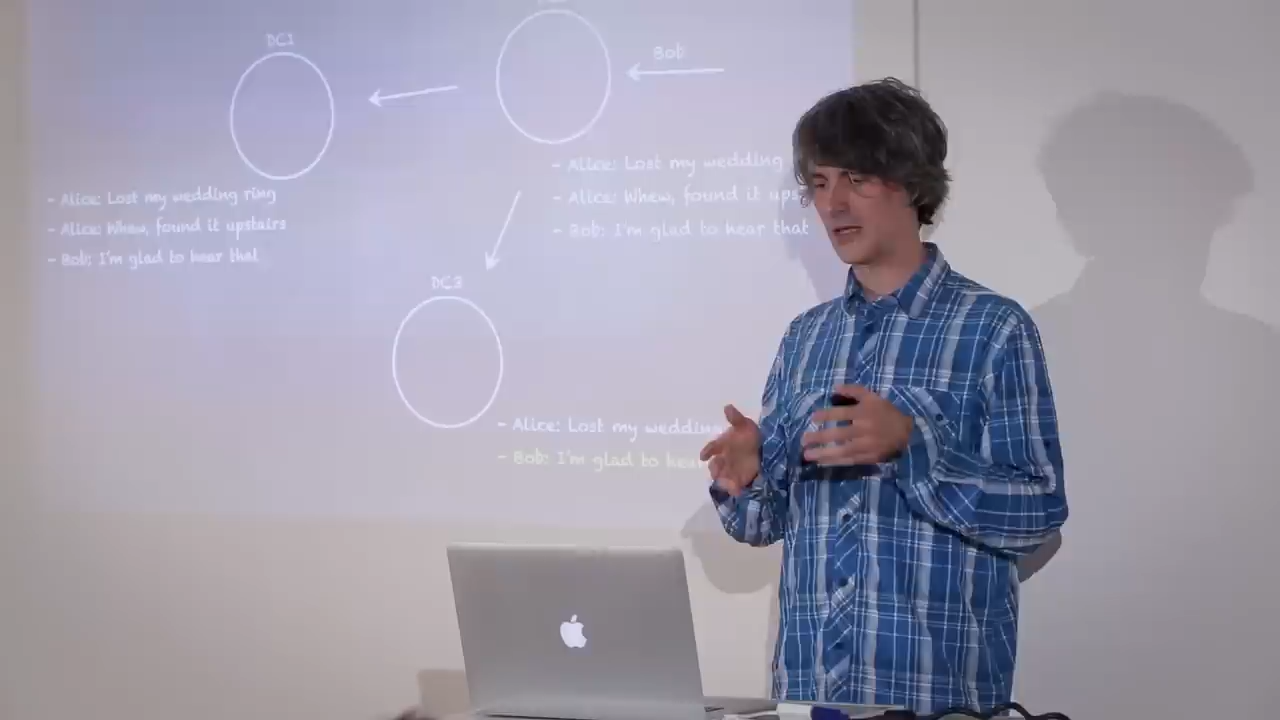 DC1
Bob
- Alice: Lost my wedding
- Alice: Whew, found it ups
- Bob: I'm glad to hear that
- Alice: Lost my wedding ring
- Alice: Whew, found it upstairs
- Bob: I'm glad to hear that
DC3
- Alice: Lost my wedding
- Bob: I'm glad to hear